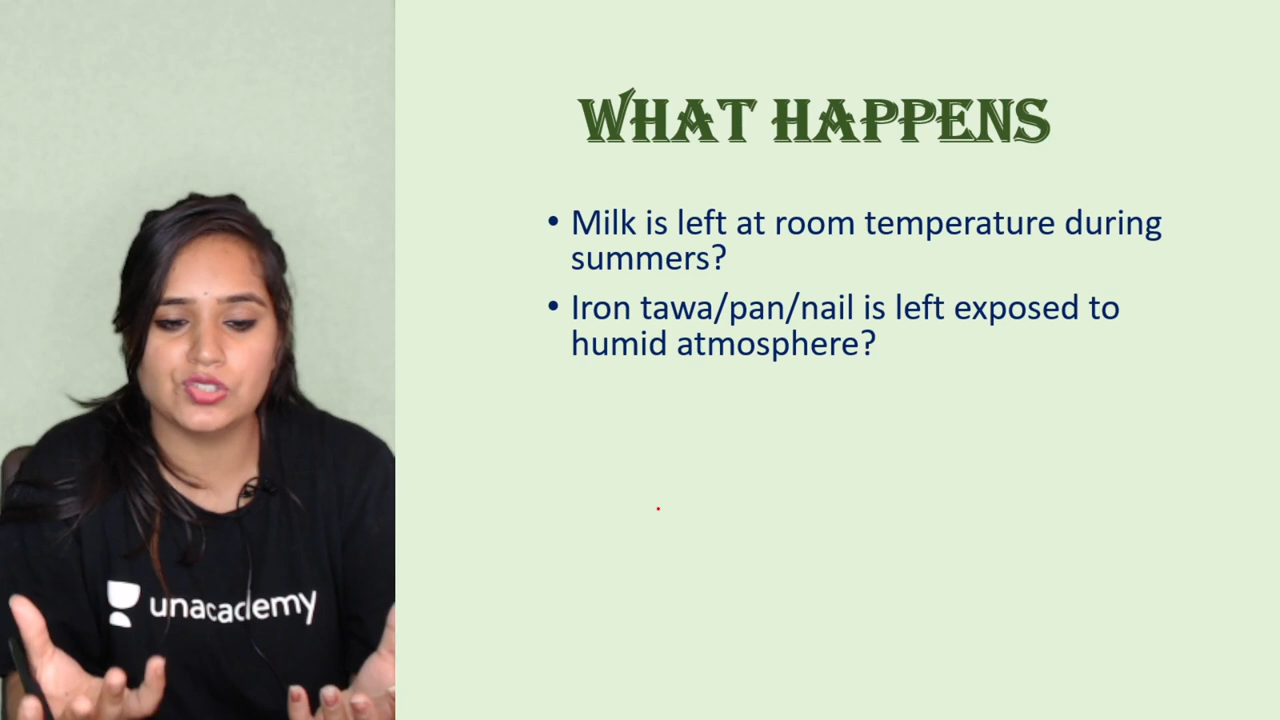 WHAT HAPPENS
• Milk is left at room temperature during
summers?
• Iron tawa/pan/nail is left exposed to
humid atmosphere?
unacademy